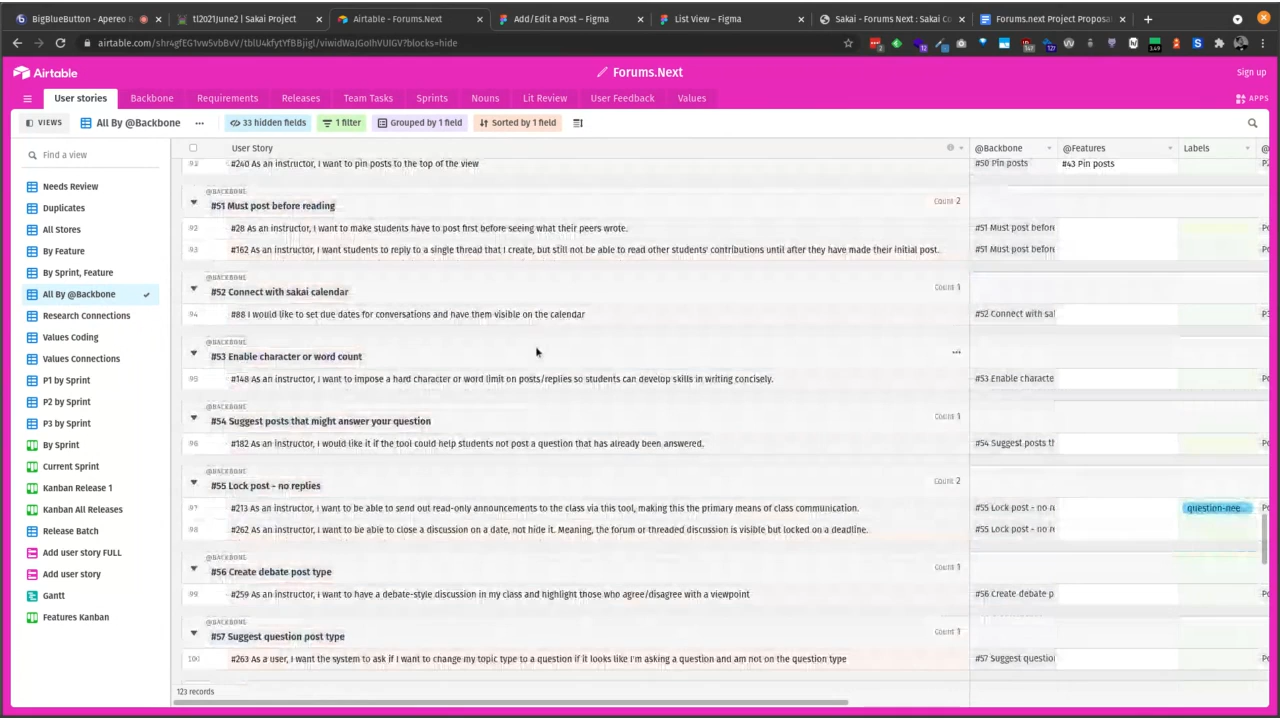 BigBlueButton - Apereo R
tl2021june2 | Sakai Project
Airtable - Forums.Next
Add/Edit a Post – Figma
List View – Figma
Sakai - Forums Next : Sakai Co
Forums.next Project Proposa
Airtable
Forums.Next
Sign up
User stories
Backbone
Requirements
Releases
Team Tasks
Sprints
Nouns
Lit Review
User Feedback
Values
APPS
VIEWS
All By @Backbone
33 hidden fields
1 filter
Grouped by 1 field
Sorted by 1 field
Find a view
Needs Review
Duplicates
All Stores
By Feature
By Sprint, Feature
All By @Backbone
Research Connections
Values Coding
Values Connections
P1 by Sprint
P2 by Sprint
P3 by Sprint
By Sprint
Current Sprint
Kanban Release 1
Kanban All Releases
Release Batch
Add user story FULL
Add user story
Gantt
Features Kanban
User Story
@Backbone
@Features
Labels
#240 As an instructor, I want to pin posts to the top of the view
#50 Pin posts
#43 Pin posts
@BACKBONE
#51 Must post before reading
Count 2
92 #28 As an instructor, I want to make students have to post first before seeing what their peers wrote.
#51 Must post before
93 #162 As an instructor, I want students to reply to a single thread that I create, but still not be able to read other students' contributions until after they have made their initial post.
#51 Must post before
@BACKBONE
#52 Connect with sakai calendar
Count 1
94 #88 I would like to set due dates for conversations and have them visible on the calendar
#52 Connect with sal
@BACKBONE
#53 Enable character or word count
95 #148 As an instructor, I want to impose a hard character or word limit on posts/replies so students can develop skills in writing concisely.
#53 Enable characte
@BACKBONE
#54 Suggest posts that might answer your question
Count 1
96 #182 As an instructor, I would like it if the tool could help students not post a question that has already been answered.
#54 Suggest posts th
@BACKBONE
#55 Lock post - no replies
Count 2
97 #213 As an instructor, I want to be able to send out read-only announcements to the class via this tool, making this the primary means of class communication.
#55 Lock post - no r
question-nee...
98 #262 As an instructor, I want to be able to close a discussion on a date, not hide it. Meaning, the forum or threaded discussion is visible but locked on a deadline.
#55 Lock post - no r
@BACKBONE
#56 Create debate post type
Count 1
99 #259 As an instructor, I want to have a debate-style discussion in my class and highlight those who agree/disagree with a viewpoint
#56 Create debate p
@BACKBONE
#57 Suggest question post type
Count 1
100 #263 As a user, I want the system to ask if I want to change my topic type to a question if it looks like I'm asking a question and am not on the question type
#57 Suggest question
123 records